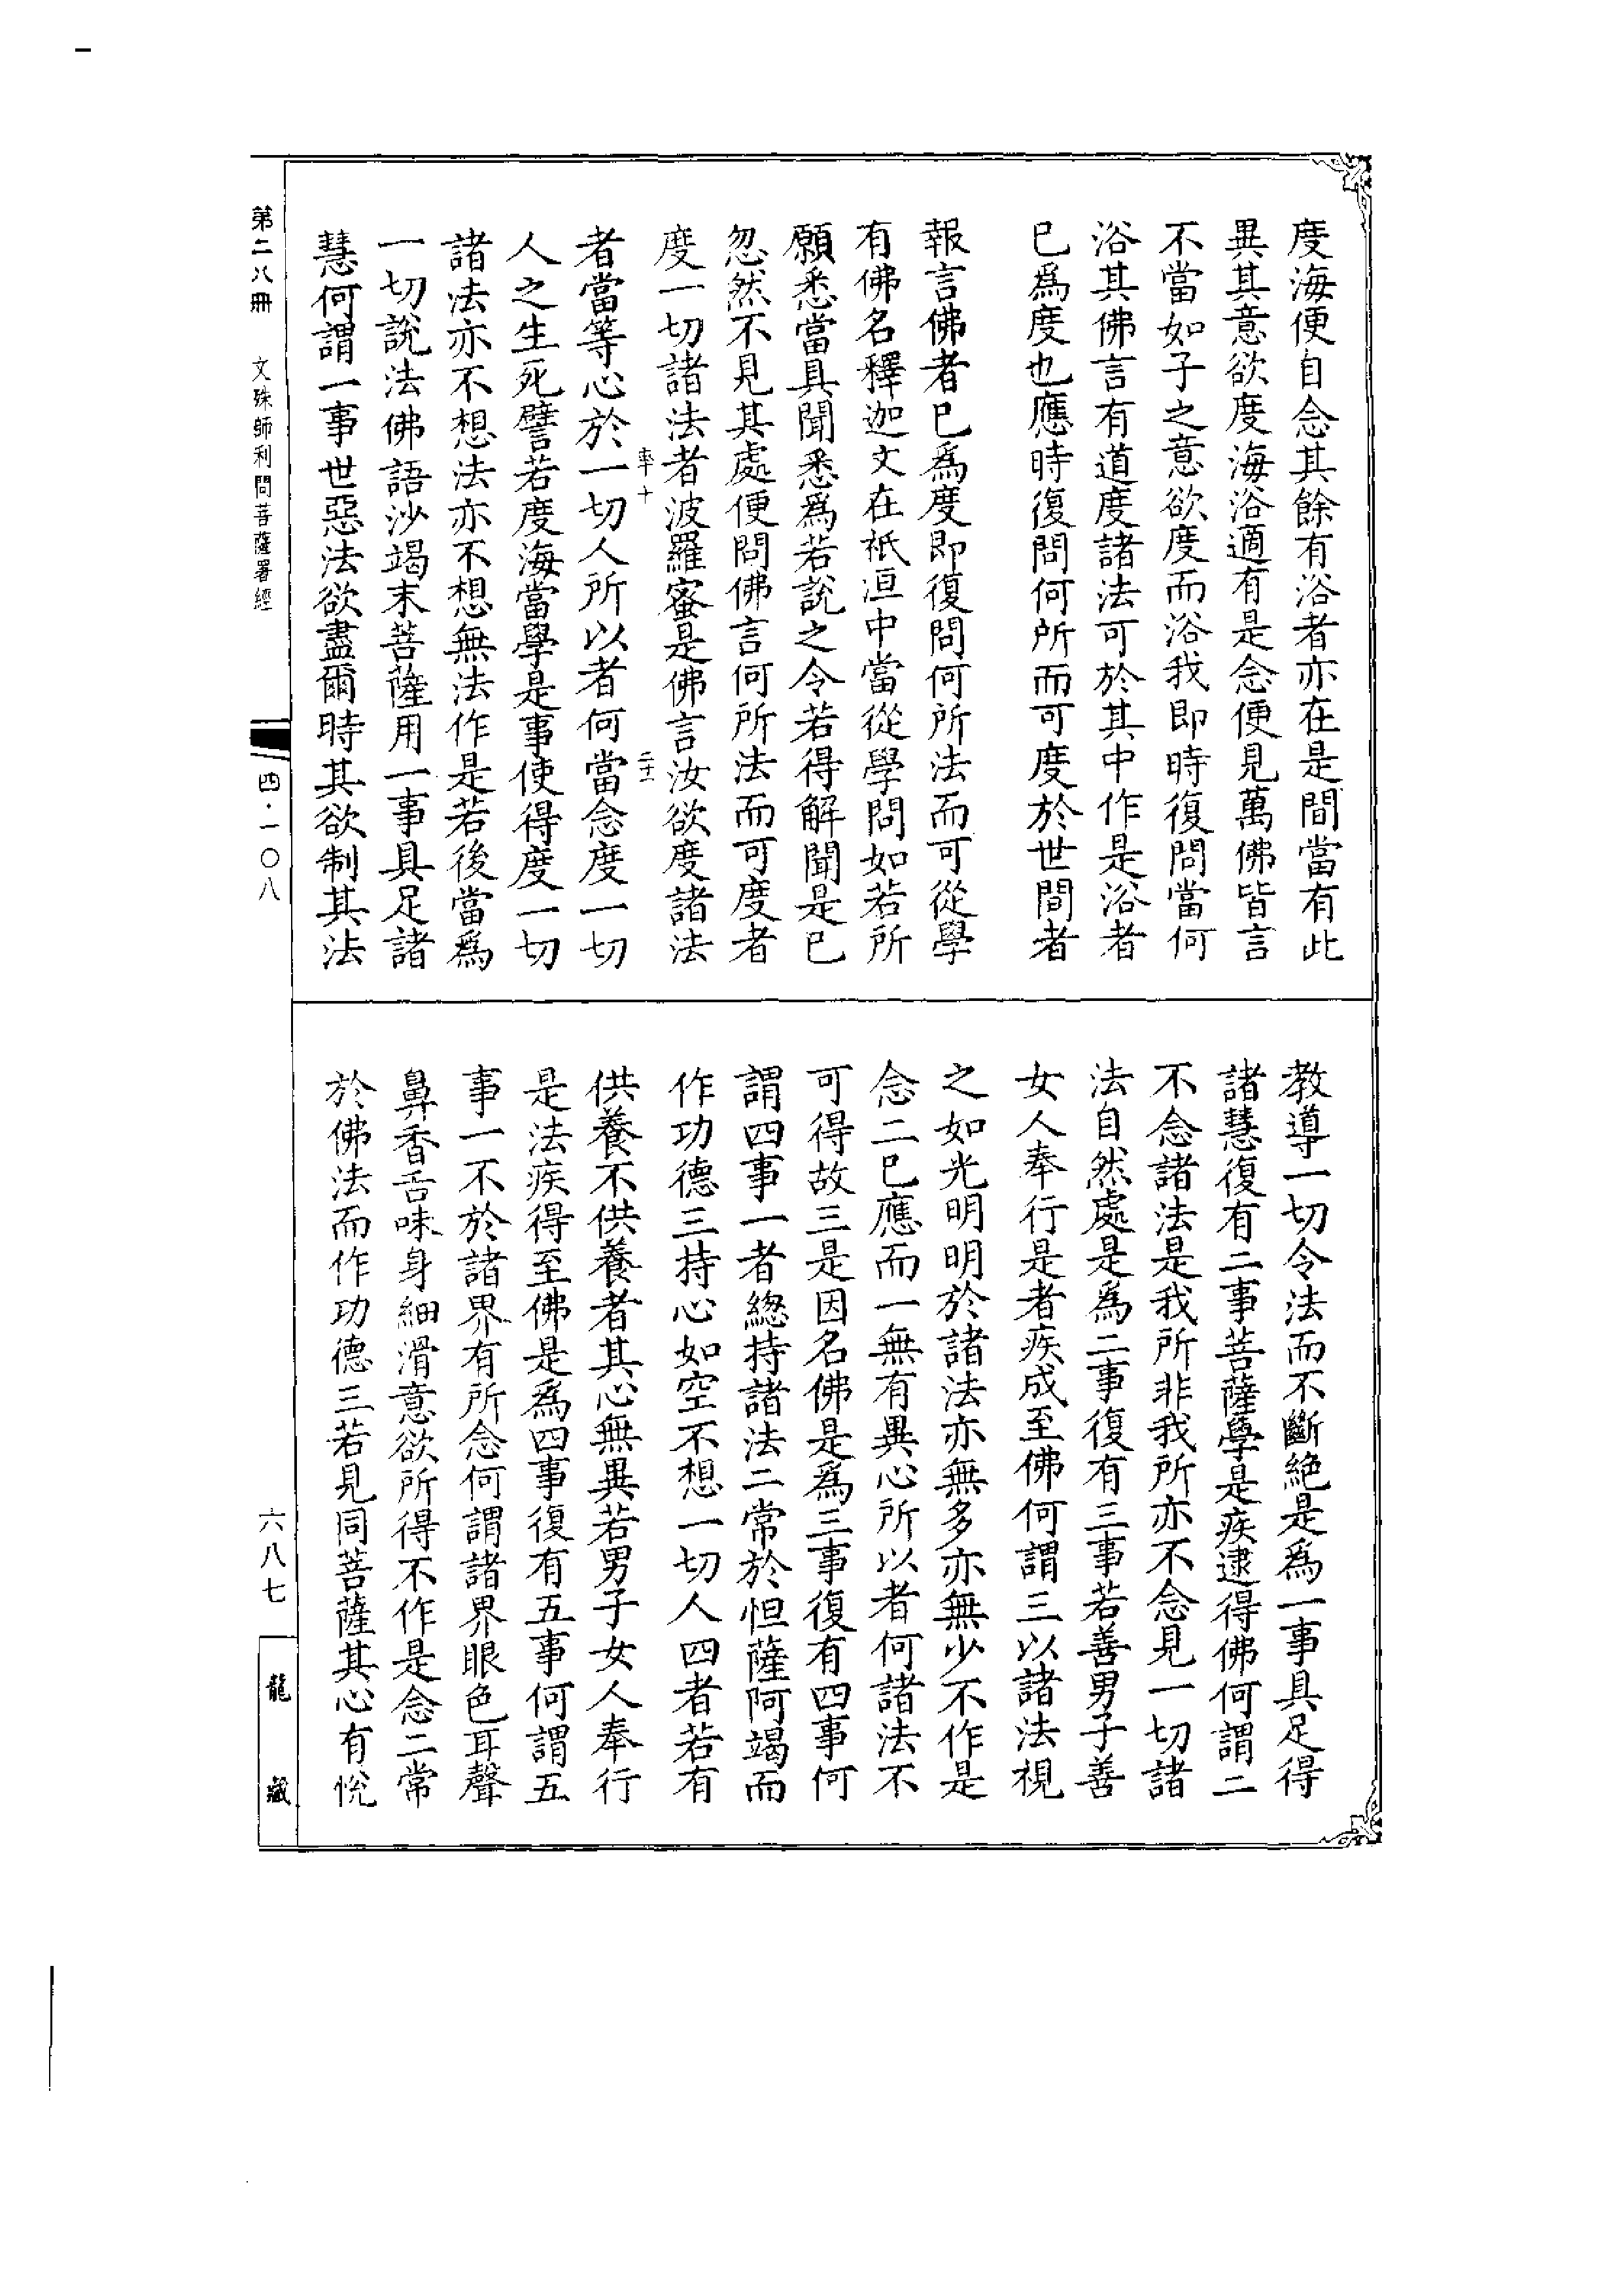 度海便自念其餘有浴者亦在是間當有此
異其意欲度海浴適有是念便見萬佛皆言
不當如子之意欲度而浴我即時復問當何
浴其佛言有道度諸法可於其中作是浴者
已爲度也應時復問何所而可度於世間者
報言佛者已爲度即復問何所法而可從學
有佛名釋迦文在祇洹中當從學問如若所
願悉當具聞悉爲若說之令若得解聞是已
忽然不見其處便問佛言何所法而可度者
度一切諸法者波羅蜜是佛言汝欲度諸法
率十 二十一
者當等心於一切人所以者何當念度一切
人之生死譬若度海當學是事使得度一切
諸法亦不想法亦不想無法作是若後當爲
一切說法佛語沙竭末菩薩用一事具足諸
慧何謂一事世惡法欲盡爾時其欲制其法
教導一切令法而不斷絕是爲一事具足得
諸慧復有二事菩薩學是疾逮得佛何謂二
不念諸法是我所非我所亦不念見一切諸
法自然處是爲二事復有三事若善男子善
女人奉行是者疾成至佛何謂三以諸法視
之如光明明於諸法亦無多亦無少不作是
念二已應而一無有異心所以者何諸法不
可得故三是因名佛是爲三事復有四事何
謂四事一者總持諸法二常於怛薩阿竭而
作功德三持心如空不想一切人四者若有
供養不供養者其心無異若男子女人奉行
是法疾得至佛是爲四事復有五事何謂五
事一不於諸界有所念何謂諸界眼色耳聲
鼻香舌味身細滑意欲所得不作是念二常
於佛法而作功德三若見同菩薩其心有悅
第二八冊 文殊師利問菩薩署經
四·一〇八
六八七
龍藏